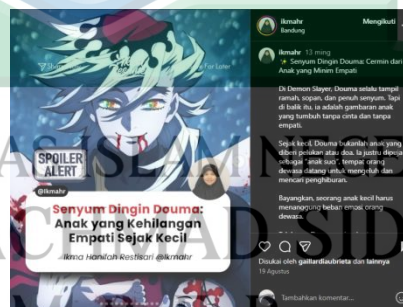 SPOILER
ALERT
@Ikmahr
Senyum Dingin Douma:
Anak yang Kehilangan
Empati Sejak Kecil
Ikma Hanilah Restisari @ikmahr
ikmahr
Mengikuti
Bandung
ikmahr 13 ming
✨ Senyum Dingin Douma: Cermin dari
Anak yang Minim Empati
Di Demon Slayer, Douma selalu tampil
ramah, sopan, dan penuh senyum. Tapi
di balik itu, ia adalah gambaran anak
yang tumbuh tanpa cinta dan tanpa
empati.
Sejak kecil, Douma bukanlah anak yang
diberi pelukan atau doa. Ia justru dipuja
sebagai "anak suci", tempat orang
dewasa datang untuk mengeluh dan
mencari penghiburan.
Bayangkan, seorang anak kecil harus
menanggung beban emosi orang
dewasa.
Disukai oleh gaillardiaubrieta dan lainnya
19 Agustus
Tambahkan komentar...